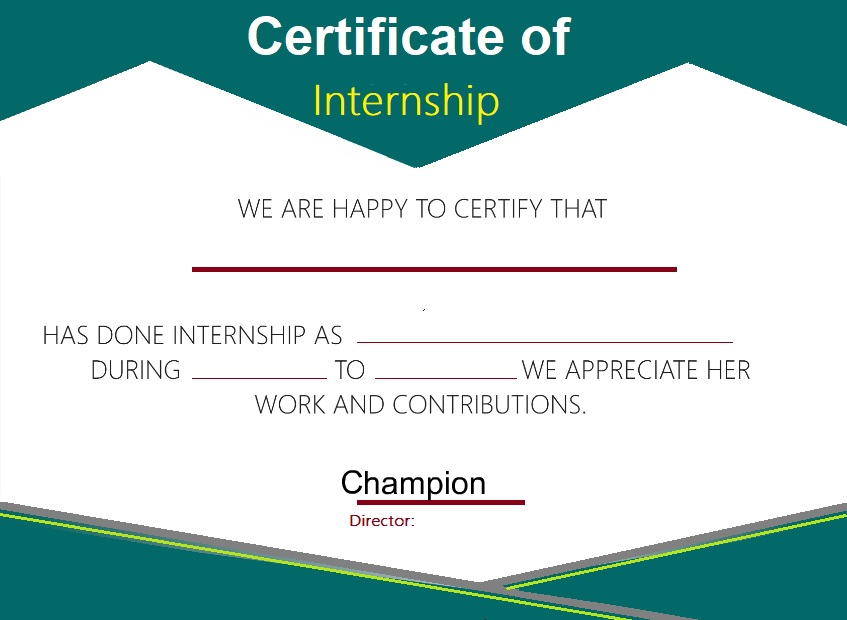 Certificate of
Internship
WE ARE HAPPY TO CERTIFY THAT
HAS DONE INTERNSHIP AS
DURING TO WE APPRECIATE HER
WORK AND CONTRIBUTIONS.
Champion
Director: